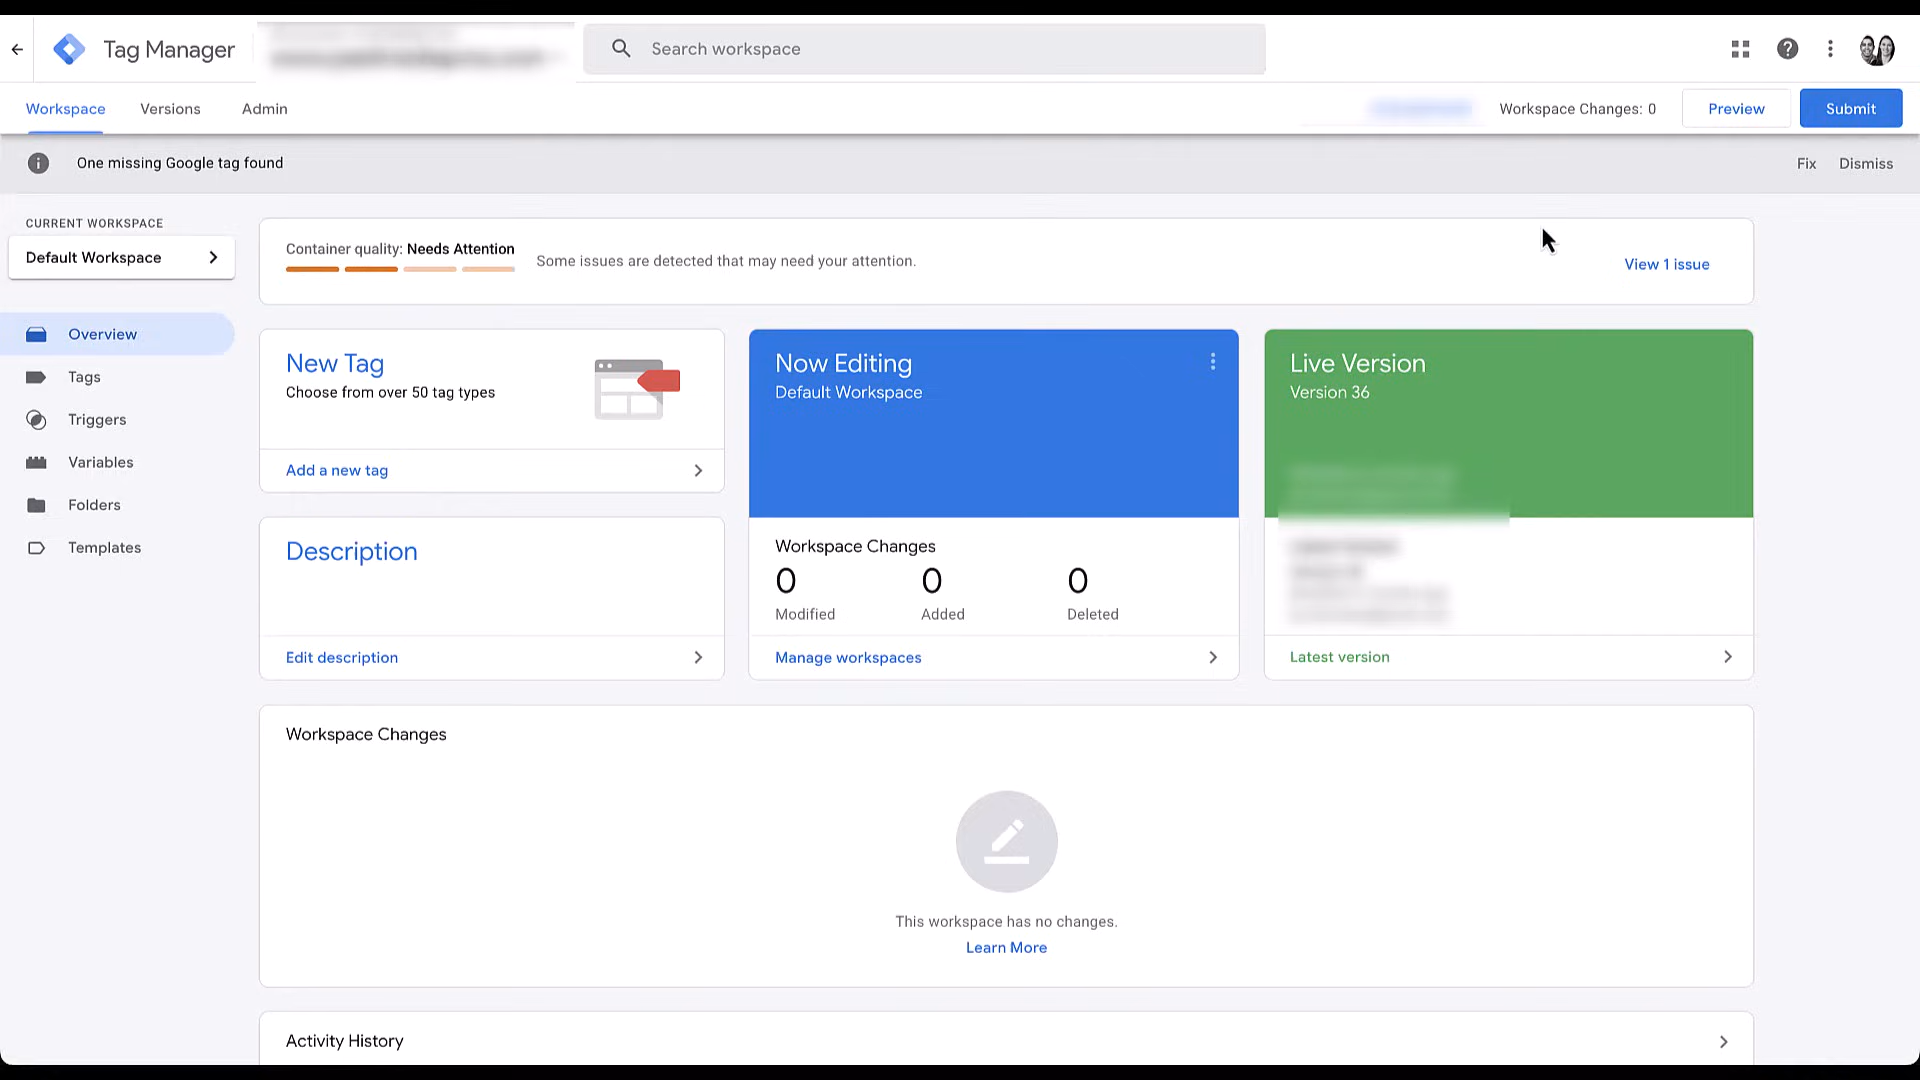 Tag Manager
Search workspace
Workspace
Versions
Admin
Workspace Changes: 0
Preview
Submit
One missing Google tag found
Fix
Dismiss
CURRENT WORKSPACE
Default Workspace
Overview
Tags
Triggers
Variables
Folders
Templates
Container quality: Needs Attention
Some issues are detected that may need your attention.
View 1 issue
New Tag
Choose from over 50 tag types
Add a new tag
Description
Edit description
Now Editing
Default Workspace
Workspace Changes
0 0 0
Modified Added Deleted
Manage workspaces
Live Version
Version 36
Latest version
Workspace Changes
This workspace has no changes.
Learn More
Activity History